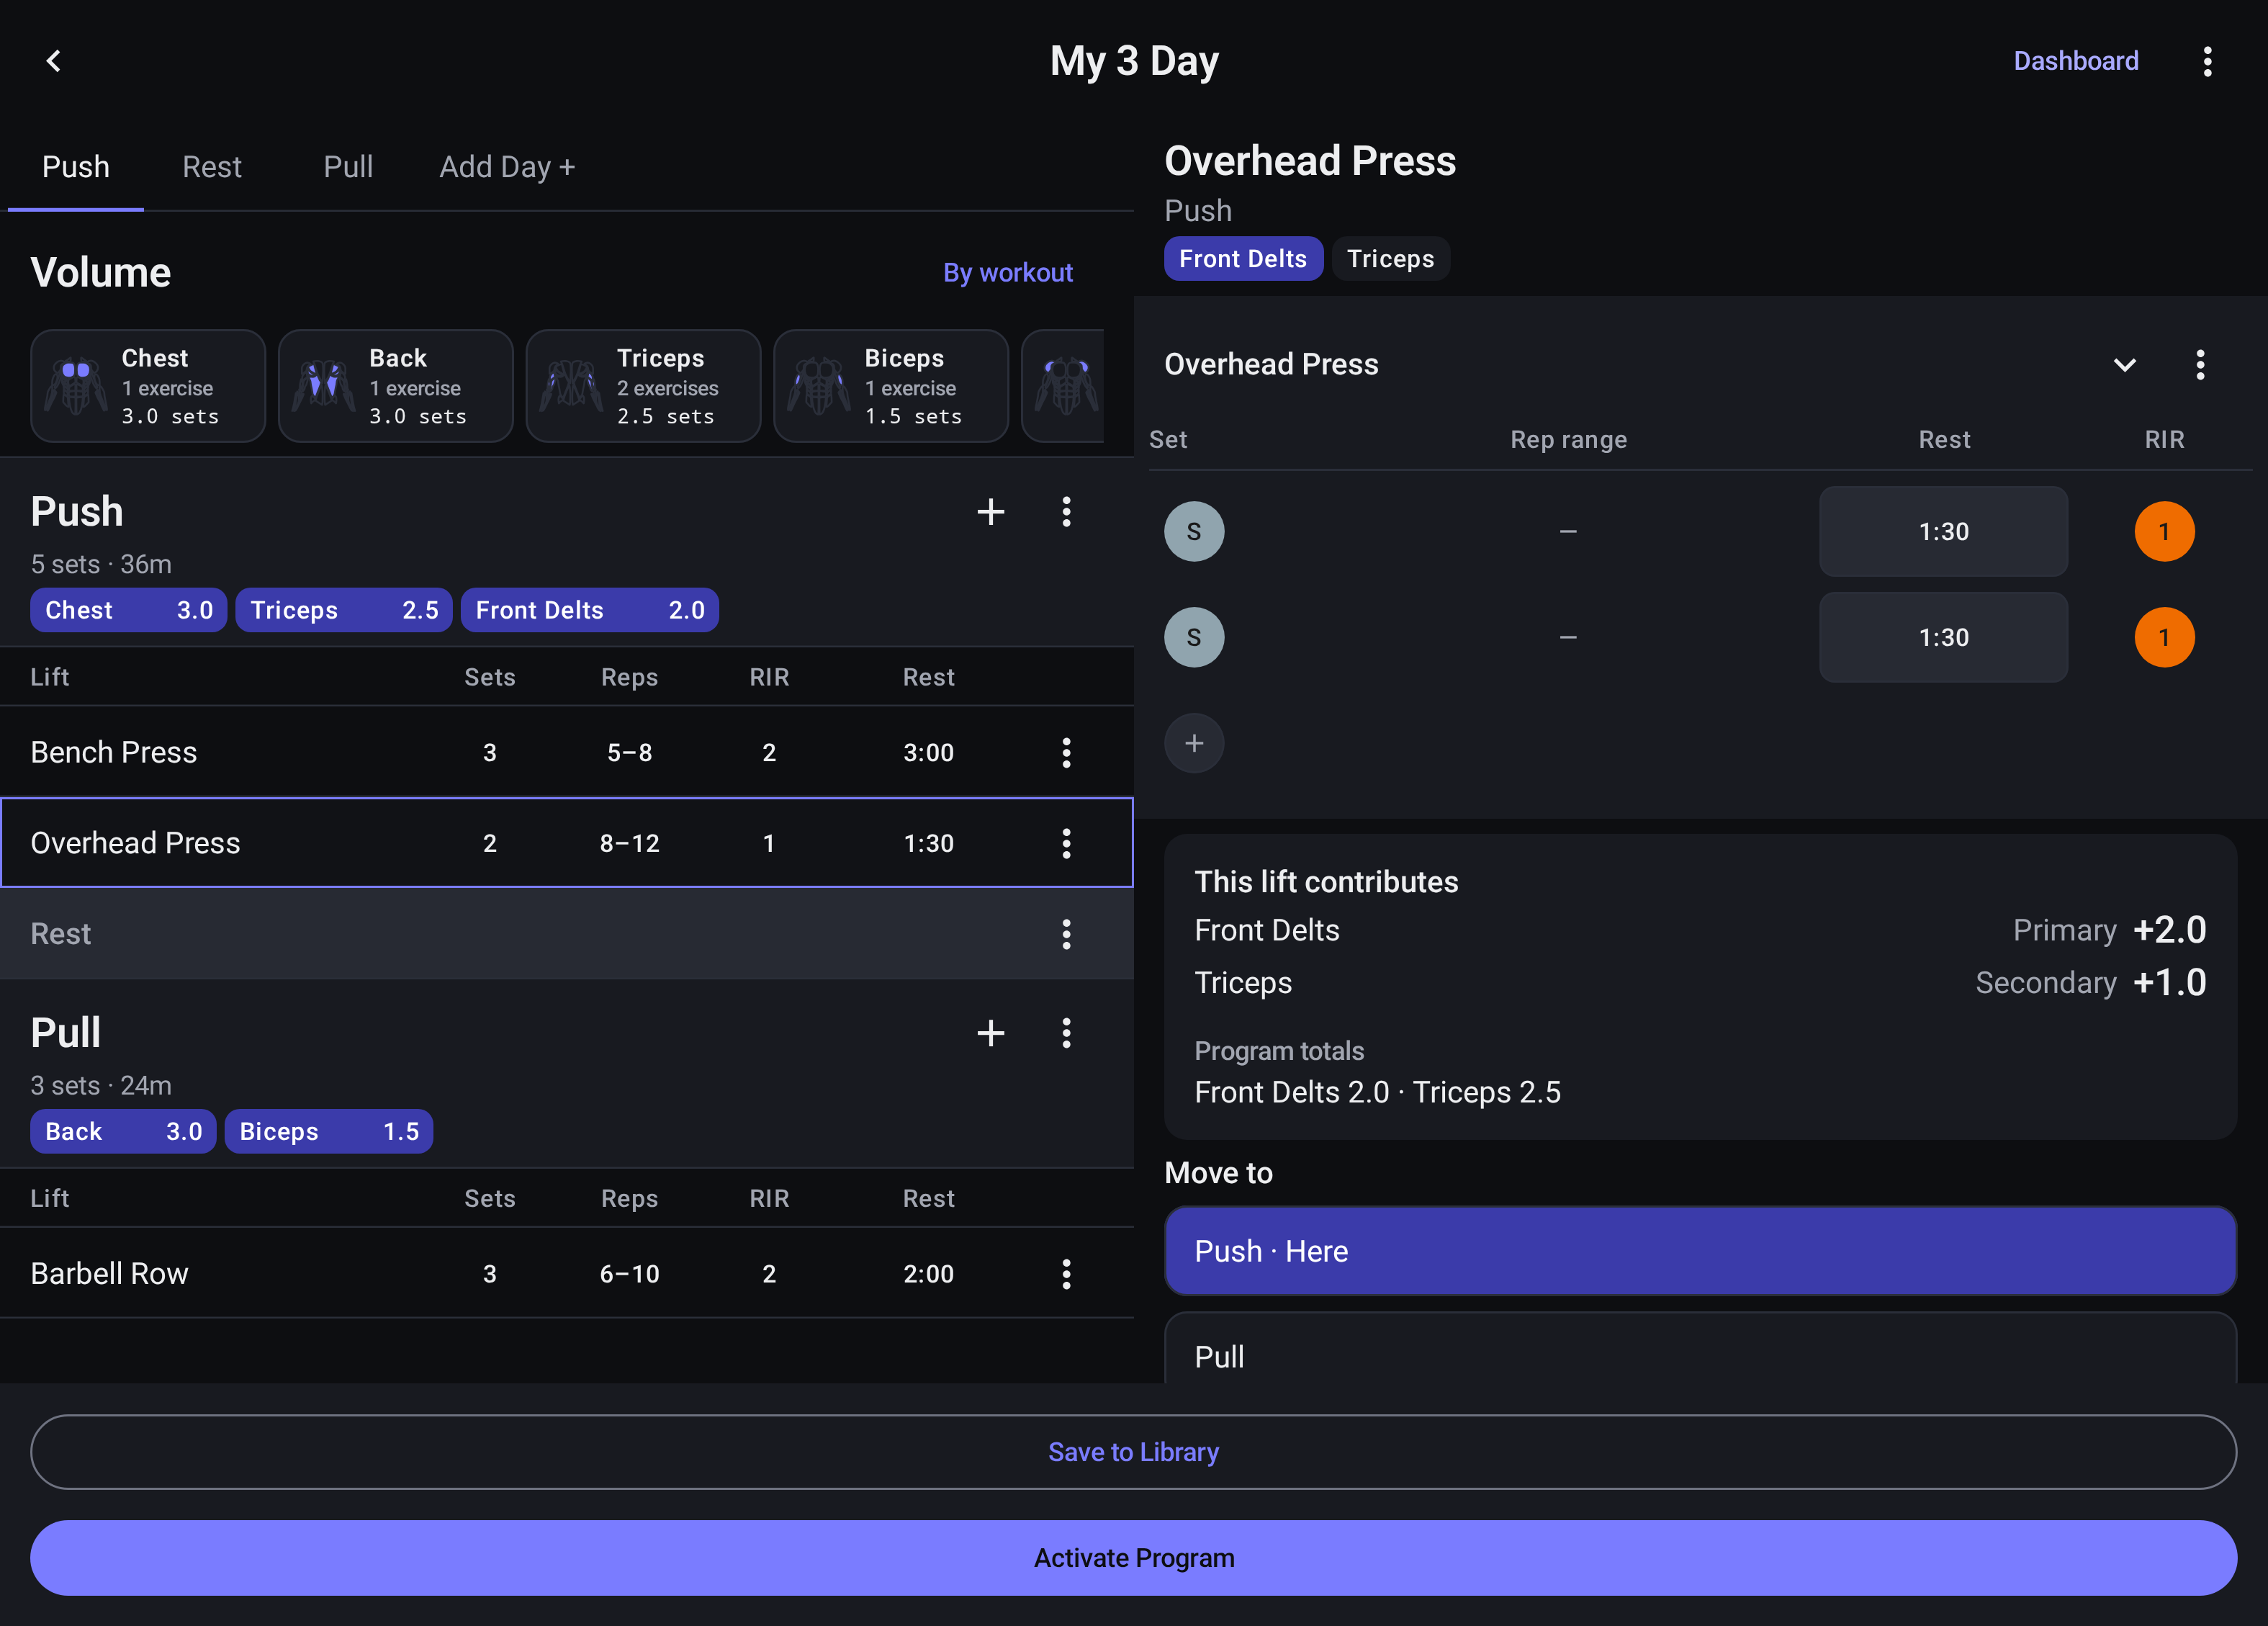 My 3 Day
Dashboard
Push Rest Pull Add Day +
Volume
By workout
Chest
1 exercise
3.0 sets
Back
1 exercise
3.0 sets
Triceps
2 exercises
2.5 sets
Biceps
1 exercise
1.5 sets
Push
5 sets · 36m
Chest 3.0 Triceps 2.5 Front Delts 2.0
Lift Sets Reps RIR Rest
Bench Press 3 5–8 2 3:00
Overhead Press 2 8–12 1 1:30
Rest
Pull
3 sets · 24m
Back 3.0 Biceps 1.5
Lift Sets Reps RIR Rest
Barbell Row 3 6–10 2 2:00
Overhead Press
Push
Front Delts Triceps
Overhead Press
Set Rep range Rest RIR
S – 1:30 1
S – 1:30 1
+
This lift contributes
Front Delts Primary +2.0
Triceps Secondary +1.0
Program totals
Front Delts 2.0 · Triceps 2.5
Move to
Push · Here
Pull
Save to Library
Activate Program